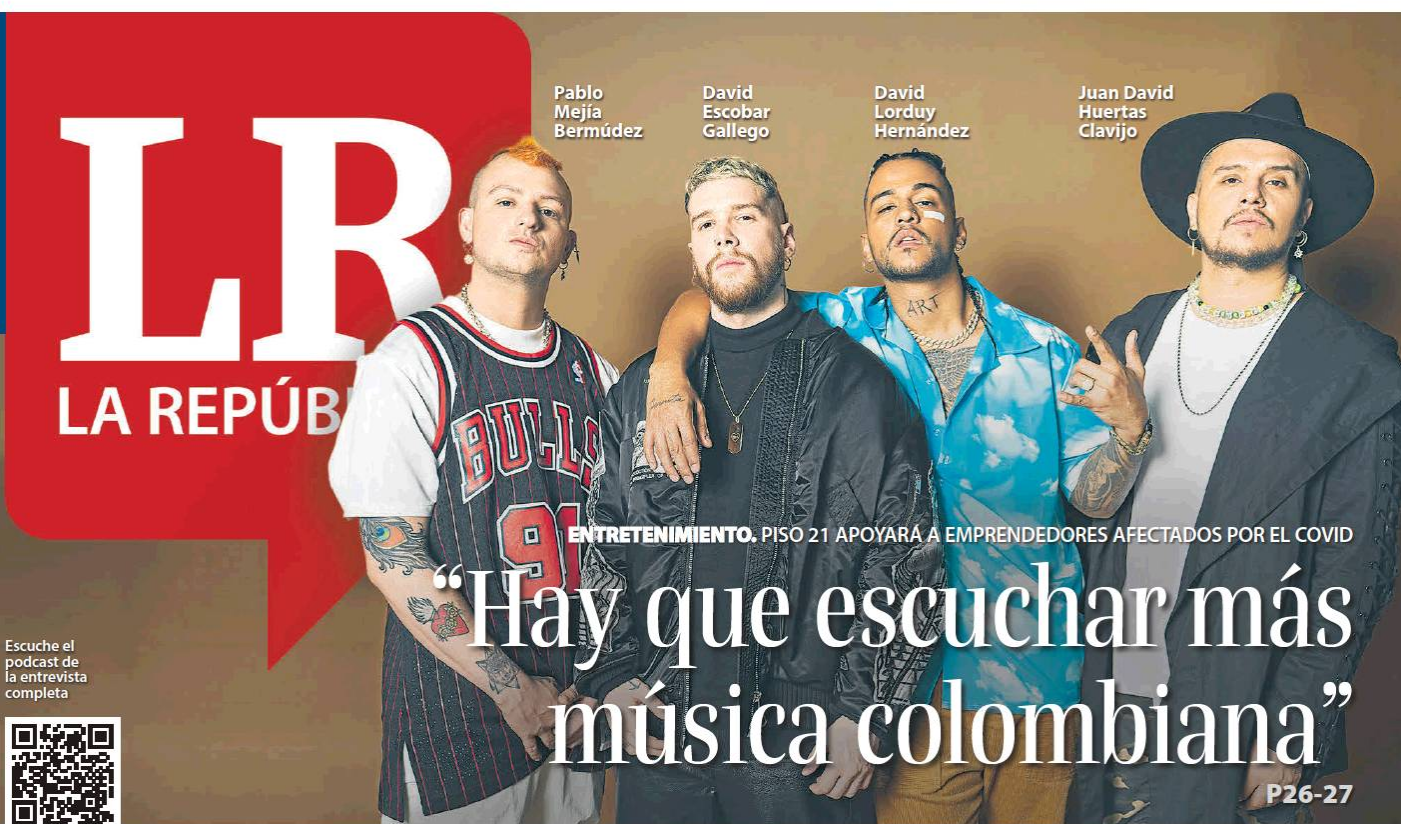 LR
LA REPÚB
Pablo
Mejía
Bermúdez
David
Escobar
Gallego
David
Lorduy
Hernández
Juan David
Huertas
Clavijo
ART
BULLS
91
ENTRETENIMIENTO. PISO 21 APOYARÁ A EMPRENDEDORES AFECTADOS POR EL COVID
“Hay que escuchar más
música colombiana”
P26-27
Escuche el
podcast de
la entrevista
completa